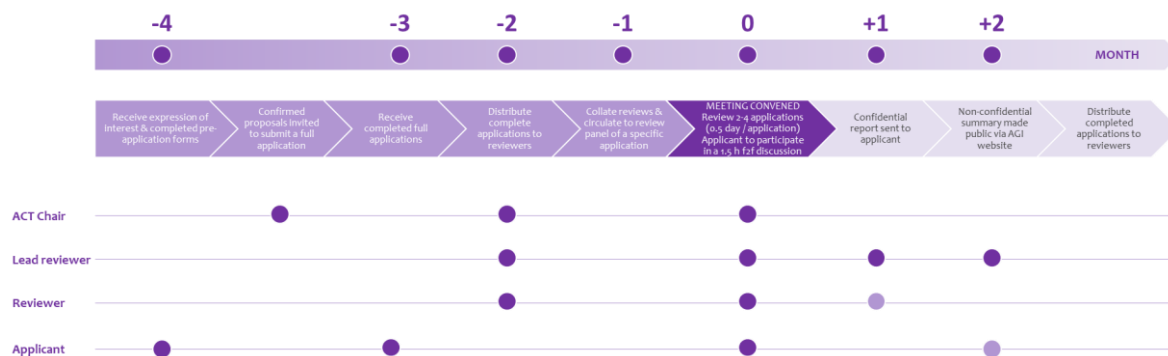 -4 -3 -2 -1 0 +1 +2
MONTH
Receive expression of
interest & completed pre-
application forms
Confirmed
proposals invited
to submit a full
application
Receive
completed full
applications
Distribute
complete
applications to
reviewers
Collate reviews &
circulate to review
panel of a specific
application
MEETING CONVENED
Review 2-4 applications
(0.5 day / application)
Applicant to participate
in a 1.5 h f2f discussion
Confidential
report sent to
applicant
Non-confidential
summary made
public via AGI
website
Distribute
completed
applications to
reviewers
ACT Chair
Lead reviewer
Reviewer
Applicant